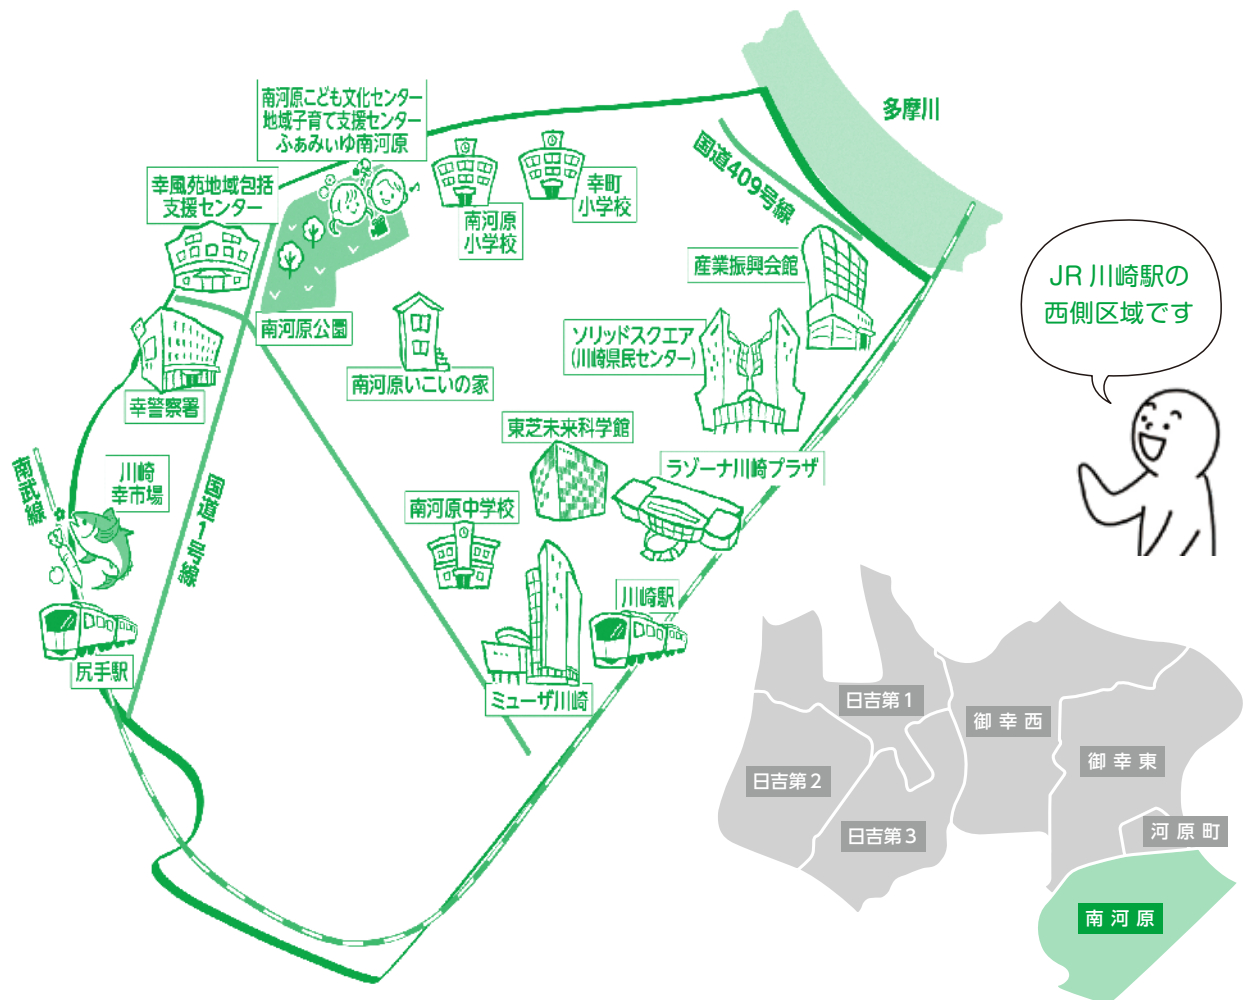 南河原こども文化センター
地域子育て支援センター
ふぁみぃゆ南河原
幸風苑地域包括
支援センター
南河原
小学校
幸町
小学校
国道409号線
多摩川
産業振興会館
JR 川崎駅の
西側区域です
南河原公園
ソリッドスクエア
(川崎県民センター)
南河原いこいの家
幸警察署
東芝未来科学館
ラゾーナ川崎プラザ
南武線
川崎
幸市場
国道1号線
南河原中学校
川崎駅
尻手駅
ミューザ川崎
日吉第1
御幸西
御幸東
日吉第2
日吉第3
河原町
南河原